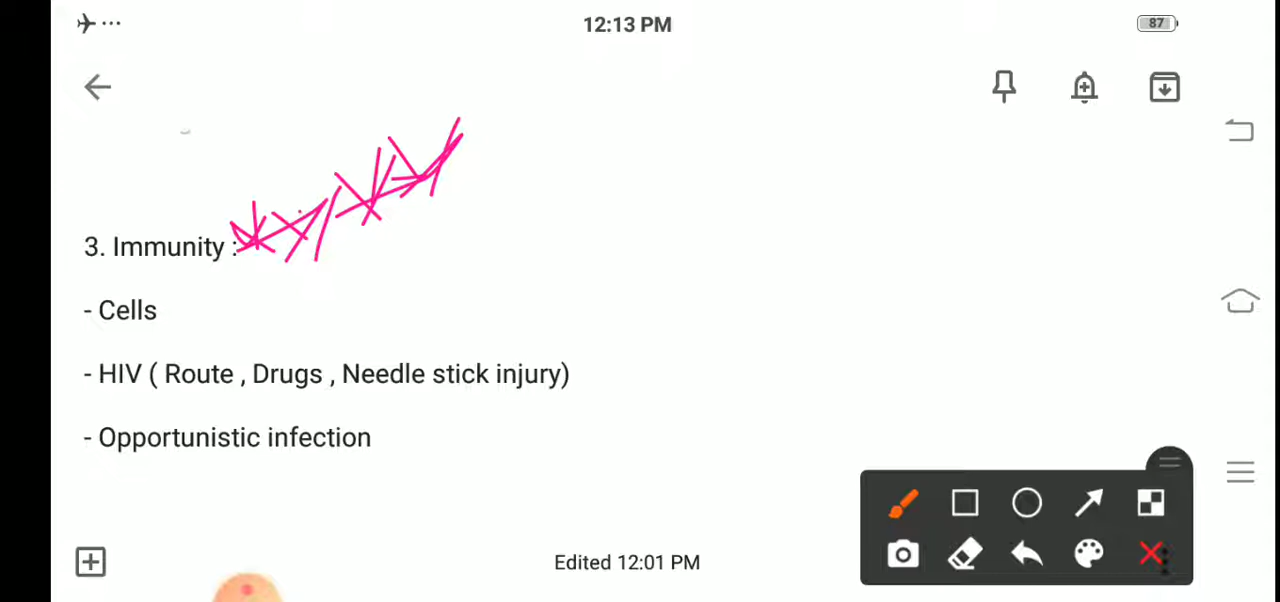 12:13 PM
87
3. Immunity :
- Cells
- HIV ( Route , Drugs , Needle stick injury)
- Opportunistic infection
Edited 12:01 PM